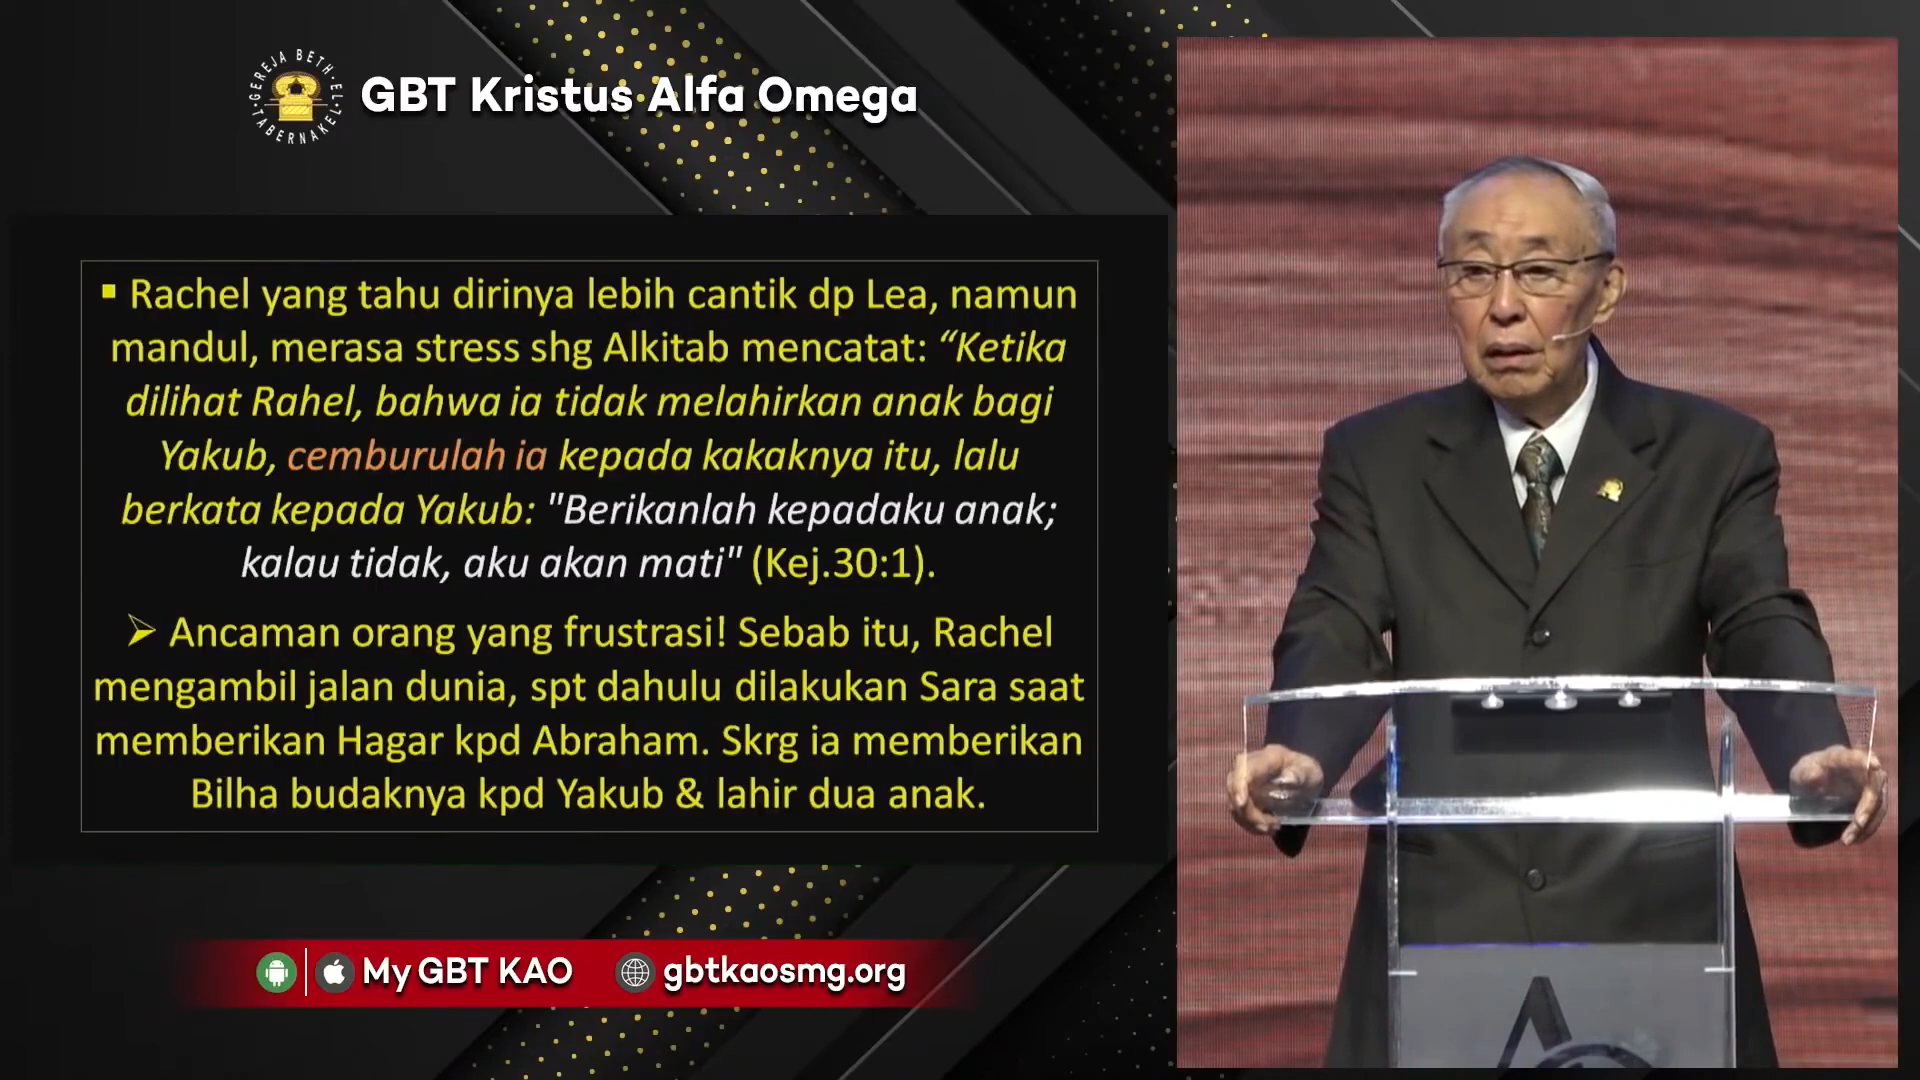 GEREJA BETH-EL TABERNAKEL
GBT Kristus Alfa Omega
▪ Rachel yang tahu dirinya lebih cantik dp Lea, namun
mandul, merasa stress shg Alkitab mencatat: “Ketika
dilihat Rahel, bahwa ia tidak melahirkan anak bagi
Yakub, cemburulah ia kepada kakaknya itu, lalu
berkata kepada Yakub: "Berikanlah kepadaku anak;
kalau tidak, aku akan mati" (Kej.30:1).
➢ Ancaman orang yang frustrasi! Sebab itu, Rachel
mengambil jalan dunia, spt dahulu dilakukan Sara saat
memberikan Hagar kpd Abraham. Skrg ia memberikan
Bilha budaknya kpd Yakub & lahir dua anak.
My GBT KAO
gbtkaosmg.org